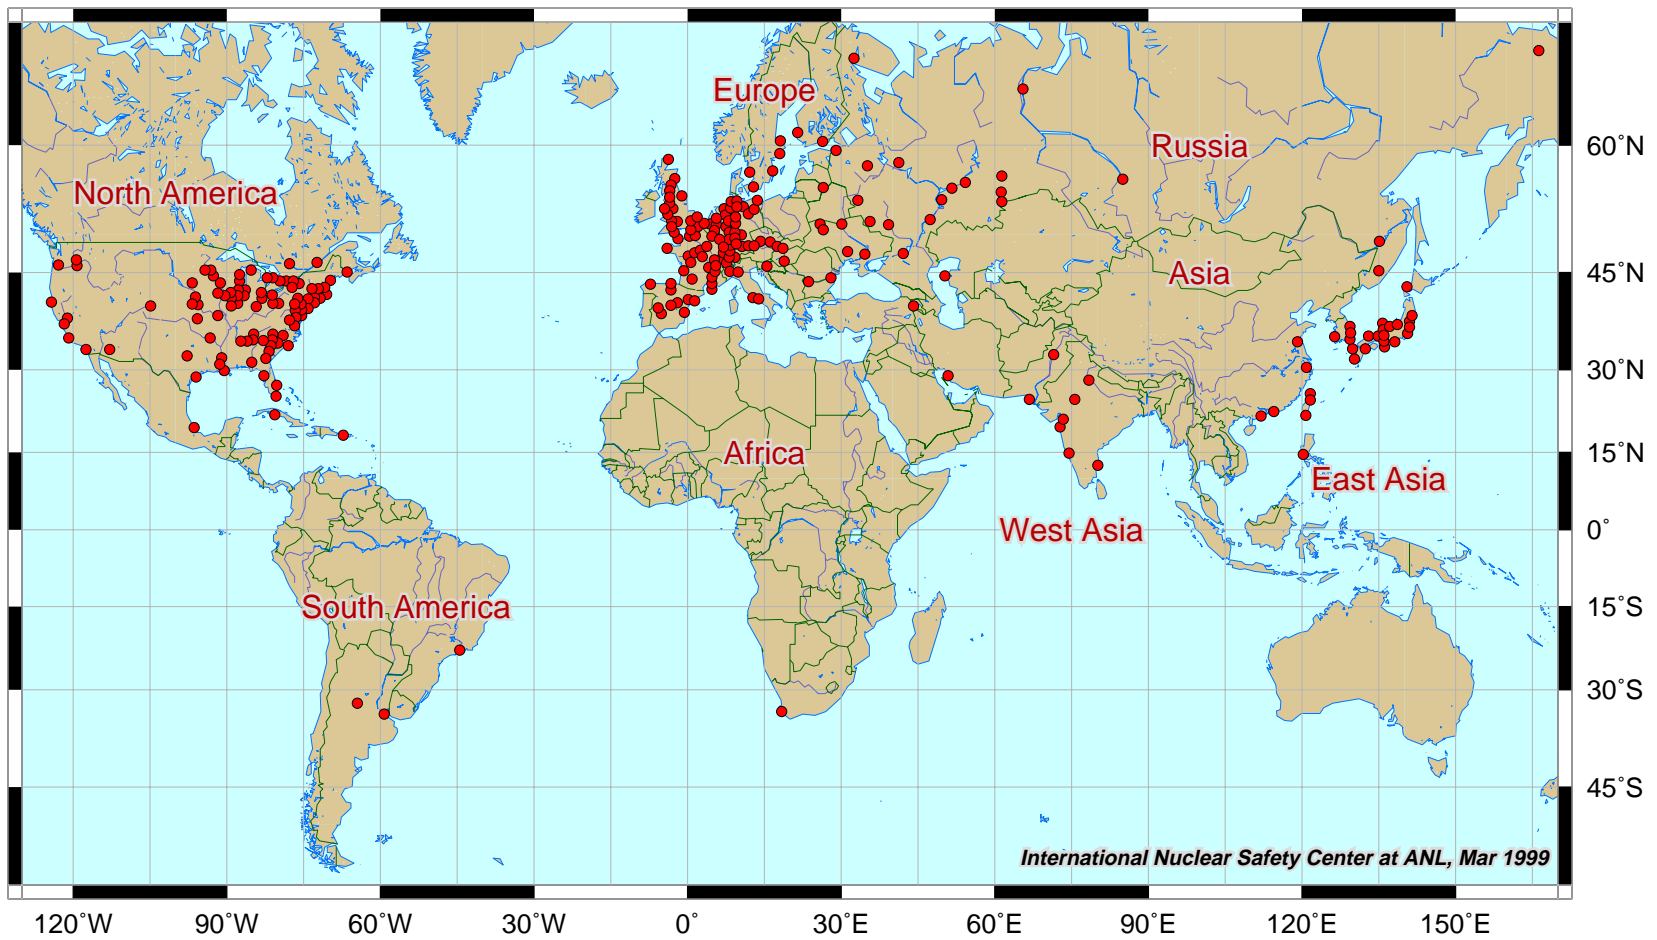 Europe
Russia
60°N
North America
45°N
Asia
30°N
Africa
15°N
East Asia
West Asia
0°
South America
15°S
30°S
45°S
International Nuclear Safety Center at ANL, Mar 1999
120°W 90°W 60°W 30°W 0° 30°E 60°E 90°E 120°E 150°E